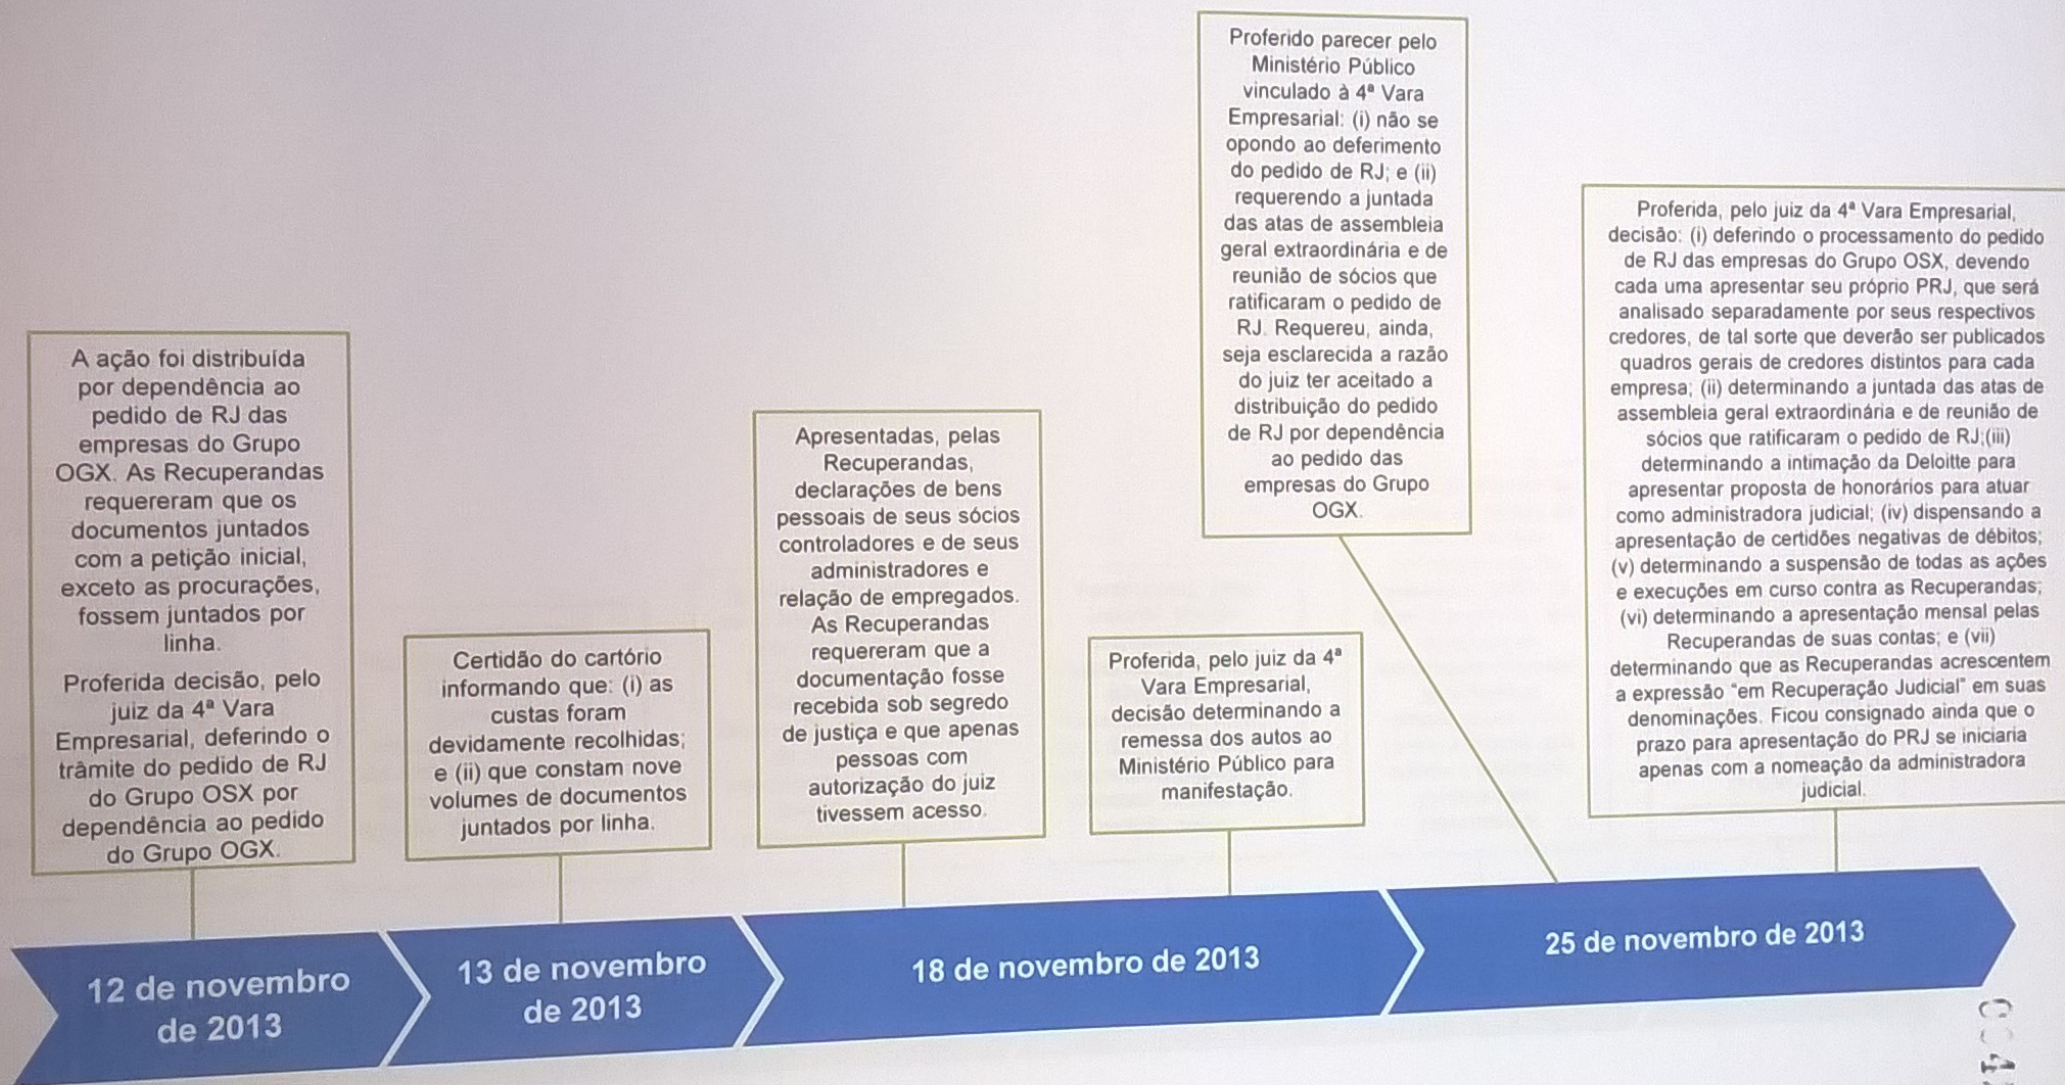 A ação foi distribuída
por dependência ao
pedido de RJ das
empresas do Grupo
OGX. As Recuperandas
requereram que os
documentos juntados
com a petição inicial,
exceto as procurações,
fossem juntados por
linha.
Proferida decisão, pelo
juiz da 4ª Vara
Empresarial, deferindo o
trâmite do pedido de RJ
do Grupo OSX por
dependência ao pedido
do Grupo OGX.
Certidão do cartório
informando que: (i) as
custas foram
devidamente recolhidas;
e (ii) que constam nove
volumes de documentos
juntados por linha.
Apresentadas, pelas
Recuperandas,
declarações de bens
pessoais de seus sócios
controladores e de seus
administradores e
relação de empregados.
As Recuperandas
requereram que a
documentação fosse
recebida sob segredo
de justiça e que apenas
pessoas com
autorização do juiz
tivessem acesso.
Proferida, pelo juiz da 4ª
Vara Empresarial,
decisão determinando a
remessa dos autos ao
Ministério Público para
manifestação.
Proferido parecer pelo
Ministério Público
vinculado à 4ª Vara
Empresarial: (i) não se
opondo ao deferimento
do pedido de RJ; e (ii)
requerendo a juntada
das atas de assembleia
geral extraordinária e de
reunião de sócios que
ratificaram o pedido de
RJ. Requereu, ainda,
seja esclarecida a razão
do juiz ter aceitado a
distribuição do pedido
de RJ por dependência
ao pedido das
empresas do Grupo
OGX.
Proferida, pelo juiz da 4ª Vara Empresarial,
decisão: (i) deferindo o processamento do pedido
de RJ das empresas do Grupo OSX, devendo
cada uma apresentar seu próprio PRJ, que será
analisado separadamente por seus respectivos
credores, de tal sorte que deverão ser publicados
quadros gerais de credores distintos para cada
empresa; (ii) determinando a juntada das atas de
assembleia geral extraordinária e de reunião de
sócios que ratificaram o pedido de RJ;(iii)
determinando a intimação da Deloitte para
apresentar proposta de honorários para atuar
como administradora judicial; (iv) dispensando a
apresentação de certidões negativas de débitos;
(v) determinando a suspensão de todas as ações
e execuções em curso contra as Recuperandas;
(vi) determinando a apresentação mensal pelas
Recuperandas de suas contas; e (vii)
determinando que as Recuperandas acrescentem
a expressão "em Recuperação Judicial" em suas
denominações. Ficou consignado ainda que o
prazo para apresentação do PRJ se iniciaria
apenas com a nomeação da administradora
judicial.
12 de novembro
de 2013
13 de novembro
de 2013
18 de novembro de 2013
25 de novembro de 2013